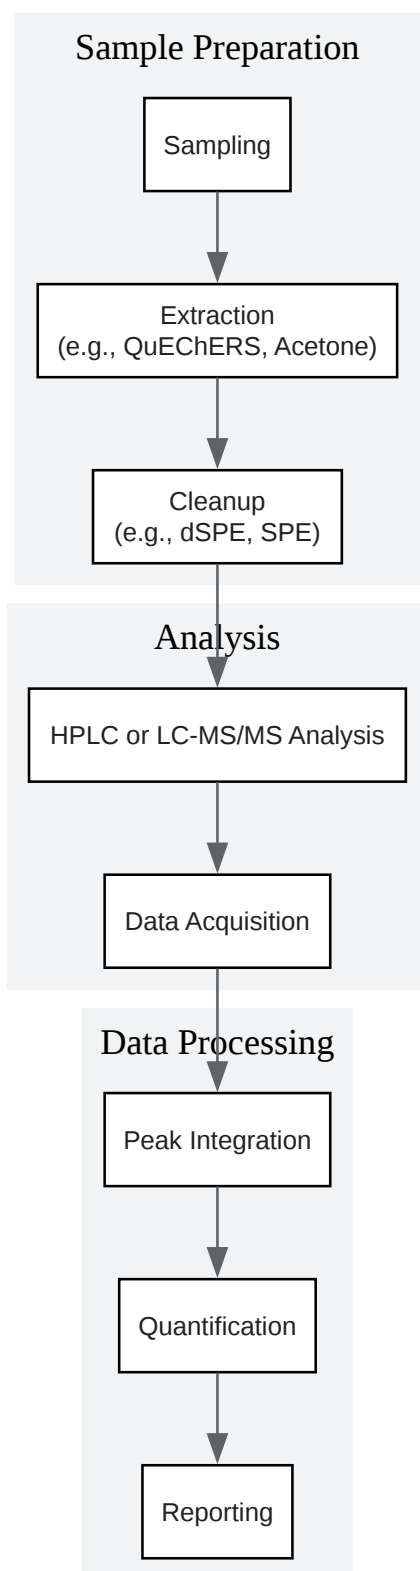 Sample Preparation
Sampling
Extraction
(e.g., QuEChERS, Acetone)
Cleanup
(e.g., dSPE, SPE)
Analysis
HPLC or LC-MS/MS Analysis
Data Acquisition
Data Processing
Peak Integration
Quantification
Reporting